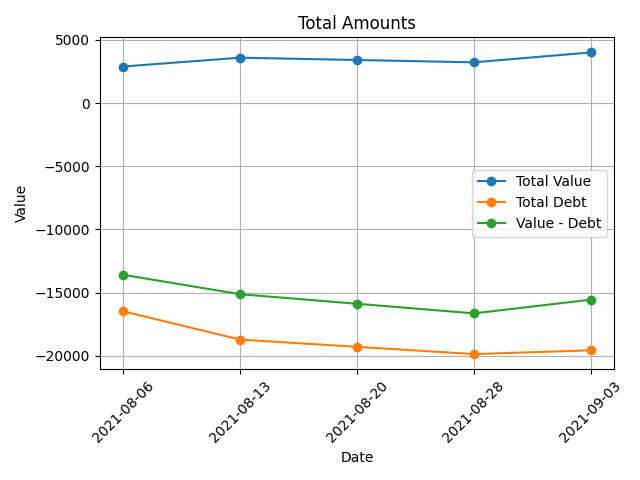 Total Amounts
5000
0
−5000
−10000
−15000
−20000
Value
Total Value
Total Debt
Value - Debt
2021-08-06
2021-08-13
2021-08-20
2021-08-28
2021-09-03
Date